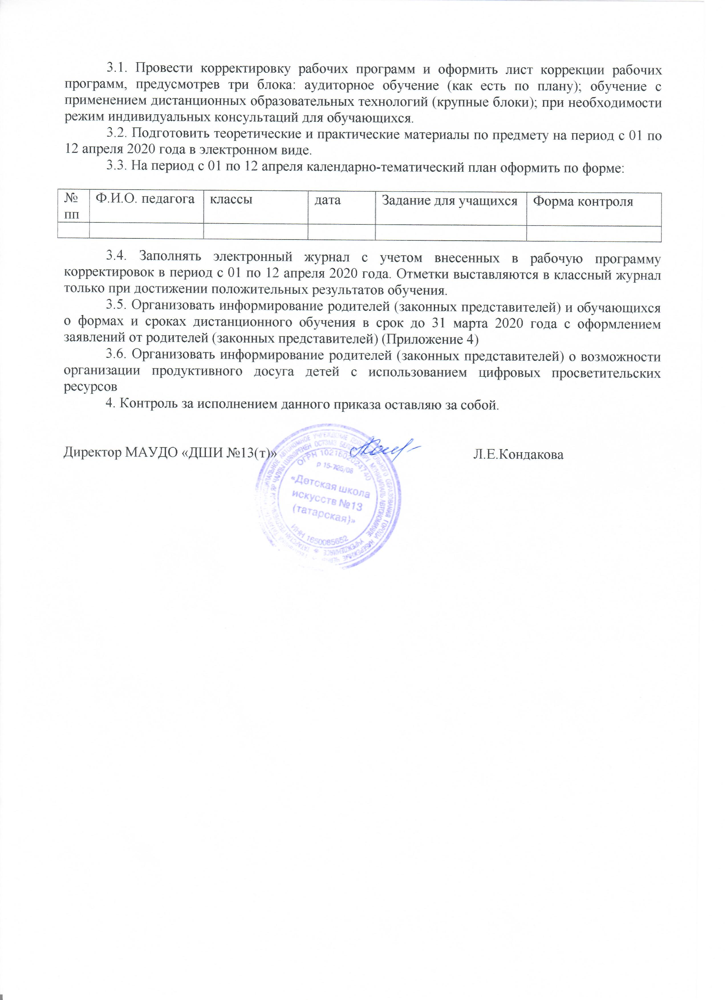 3.1. Провести корректировку рабочих программ и оформить лист коррекции рабочих
программ, предусмотрев три блока: аудиторное обучение (как есть по плану); обучение с
применением дистанционных образовательных технологий (крупные блоки); при необходимости
режим индивидуальных консультаций для обучающихся.
3.2. Подготовить теоретические и практические материалы по предмету на период с 01 по
12 апреля 2020 года в электронном виде.
3.3. На период с 01 по 12 апреля календарно-тематический план оформить по форме:
№ Ф.И.О. педагога классы дата Задание для учащихся Форма контроля
пп
3.4. Заполнять электронный журнал с учетом внесенных в рабочую программу
корректировок в период с 01 по 12 апреля 2020 года. Отметки выставляются в классный журнал
только при достижении положительных результатов обучения.
3.5. Организовать информирование родителей (законных представителей) и обучающихся
о формах и сроках дистанционного обучения в срок до 31 марта 2020 года с оформлением
заявлений от родителей (законных представителей) (Приложение 4)
3.6. Организовать информирование родителей (законных представителей) о возможности
организации продуктивного досуга детей с использованием цифровых просветительских
ресурсов
4. Контроль за исполнением данного приказа оставляю за собой.
Директор МАУДО «ДШИ №13(т)» Л.Е.Кондакова
ОГРН 1021602024740
р 15-725/06
«Детская школа
искусств №13
(татарская)»
ИНН 1650085652